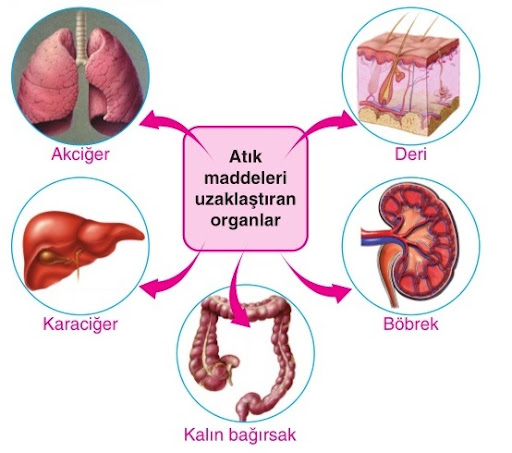 Akciğer
Deri
Atık
maddeleri
uzaklaştıran
organlar
Karaciğer
Böbrek
Kalın bağırsak